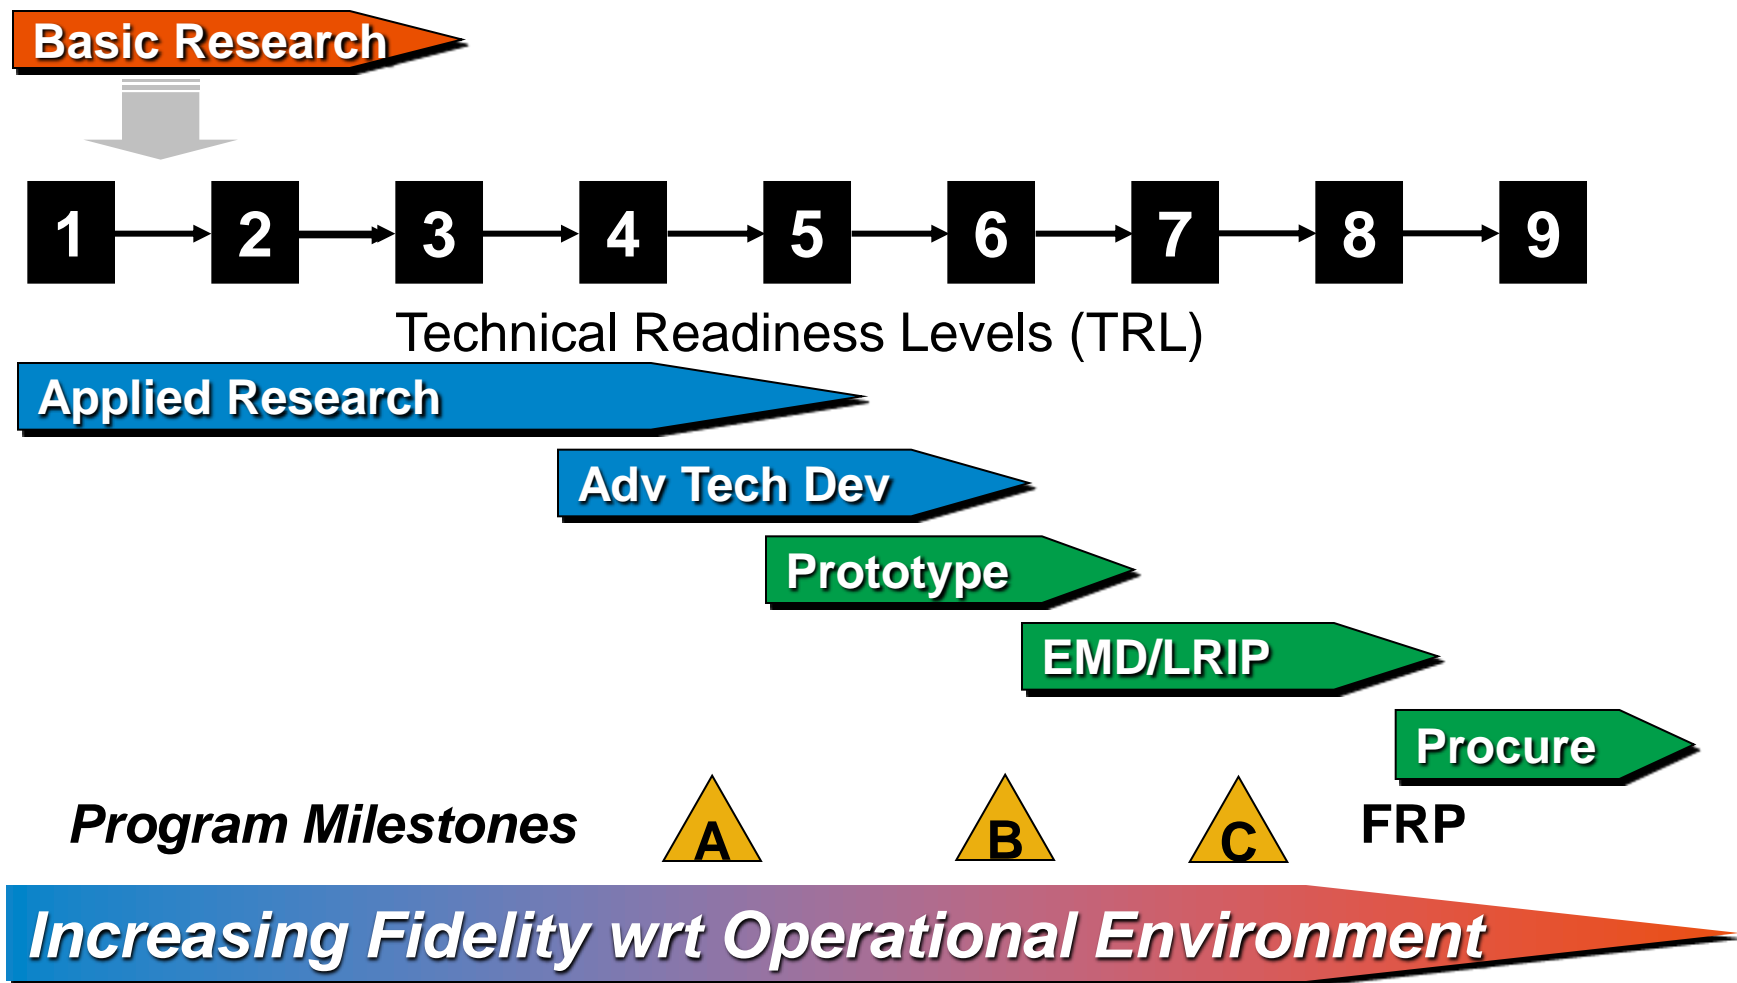 Basic Research
1 2 3 4 5 6 7 8 9
Technical Readiness Levels (TRL)
Applied Research
Adv Tech Dev
Prototype
EMD/LRIP
Procure
Program Milestones A B C FRP
Increasing Fidelity wrt Operational Environment